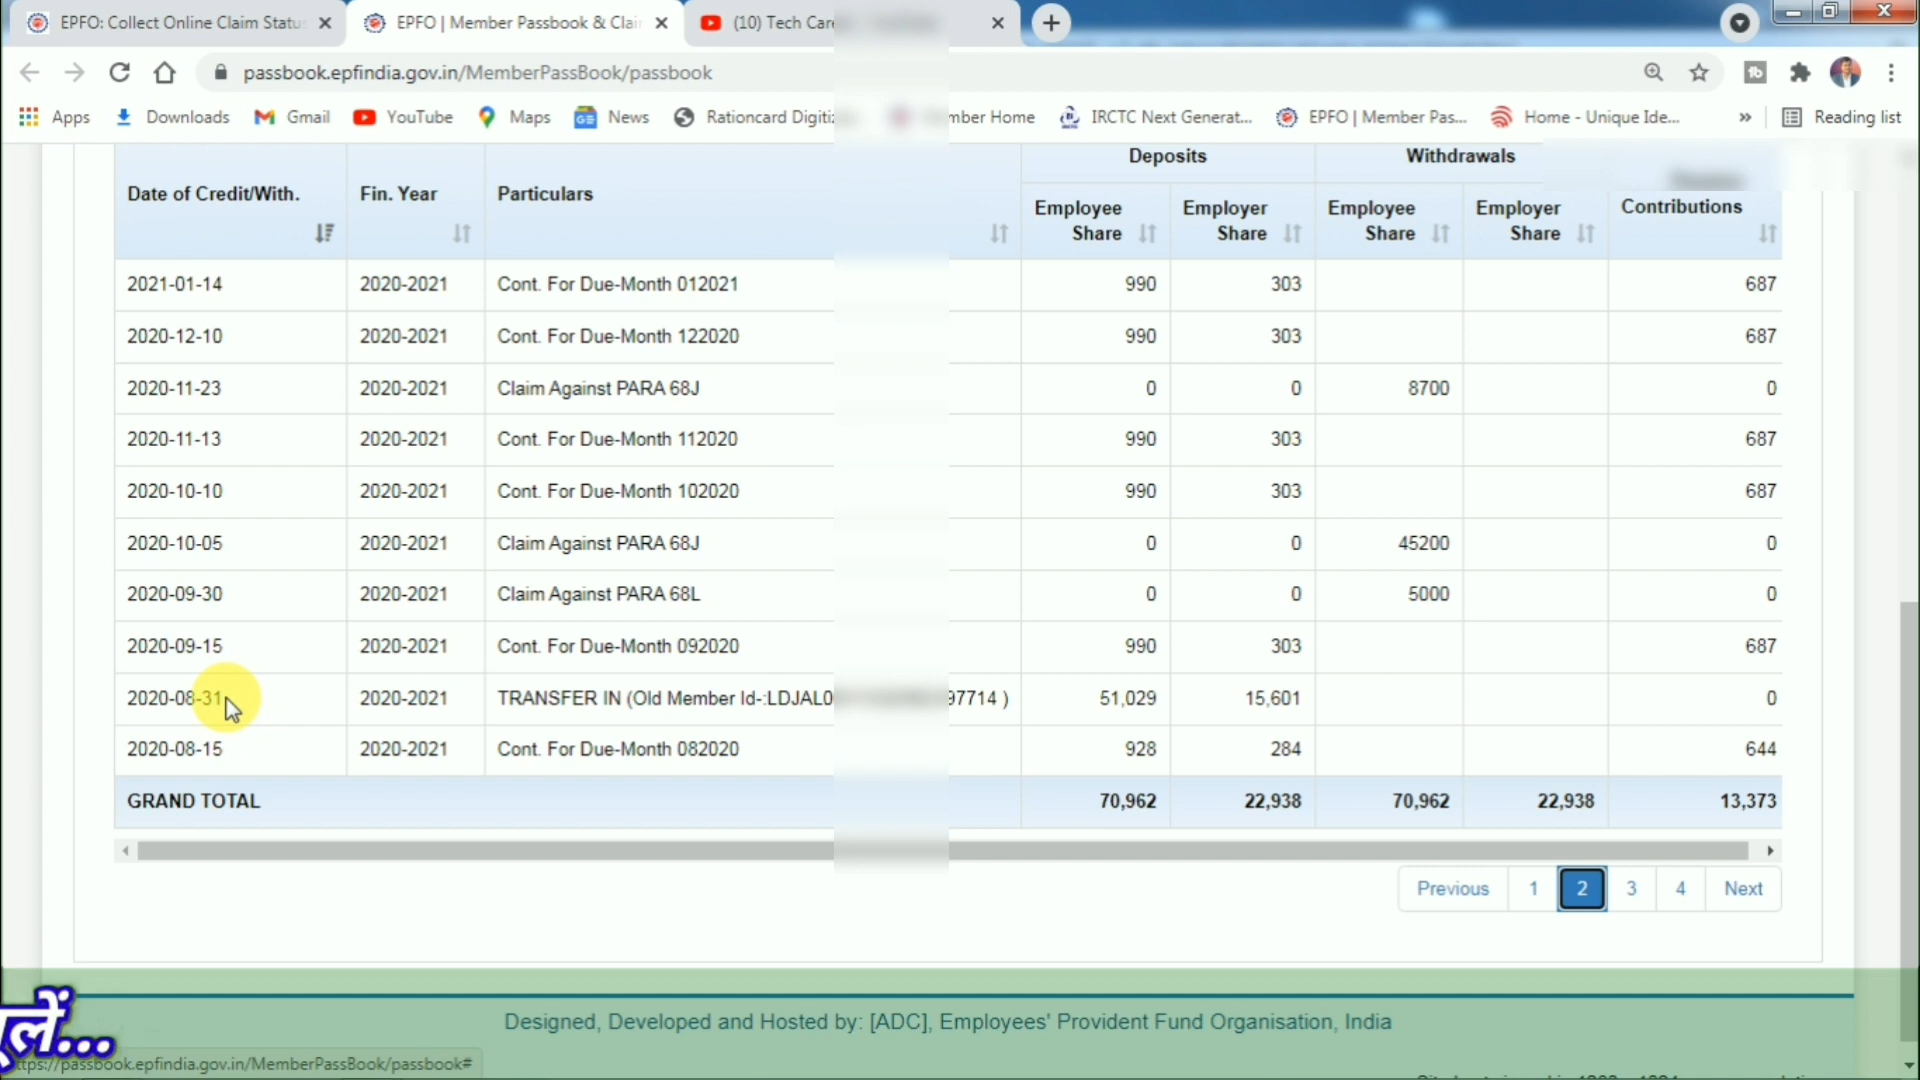 EPFO: Collect Online Claim Statu
EPFO | Member Passbook & Clai
(10) Tech Car
passbook.epfindia.gov.in/MemberPassBook/passbook
Apps
Downloads
Gmail
YouTube
Maps
News
Rationcard Digiti
mber Home
IRCTC Next Generat...
EPFO | Member Pas...
Home - Unique Ide...
»
Reading list
Deposits Withdrawals
Date of Credit/With. Fin. Year Particulars Employee Share Employer Share Employee Share Employer Share Contributions
2021-01-14 2020-2021 Cont. For Due-Month 012021 990 303 687
2020-12-10 2020-2021 Cont. For Due-Month 122020 990 303 687
2020-11-23 2020-2021 Claim Against PARA 68J 0 0 8700 0
2020-11-13 2020-2021 Cont. For Due-Month 112020 990 303 687
2020-10-10 2020-2021 Cont. For Due-Month 102020 990 303 687
2020-10-05 2020-2021 Claim Against PARA 68J 0 0 45200 0
2020-09-30 2020-2021 Claim Against PARA 68L 0 0 5000 0
2020-09-15 2020-2021 Cont. For Due-Month 092020 990 303 687
2020-08-31 2020-2021 TRANSFER IN (Old Member Id-:LDJAL0 97714 ) 51,029 15,601 0
2020-08-15 2020-2021 Cont. For Due-Month 082020 928 284 644
GRAND TOTAL 70,962 22,938 70,962 22,938 13,373
Previous 1 2 3 4 Next
Designed, Developed and Hosted by: [ADC], Employees' Provident Fund Organisation, India
ttps://passbook.epfindia.gov.in/MemberPassBook/passbook#